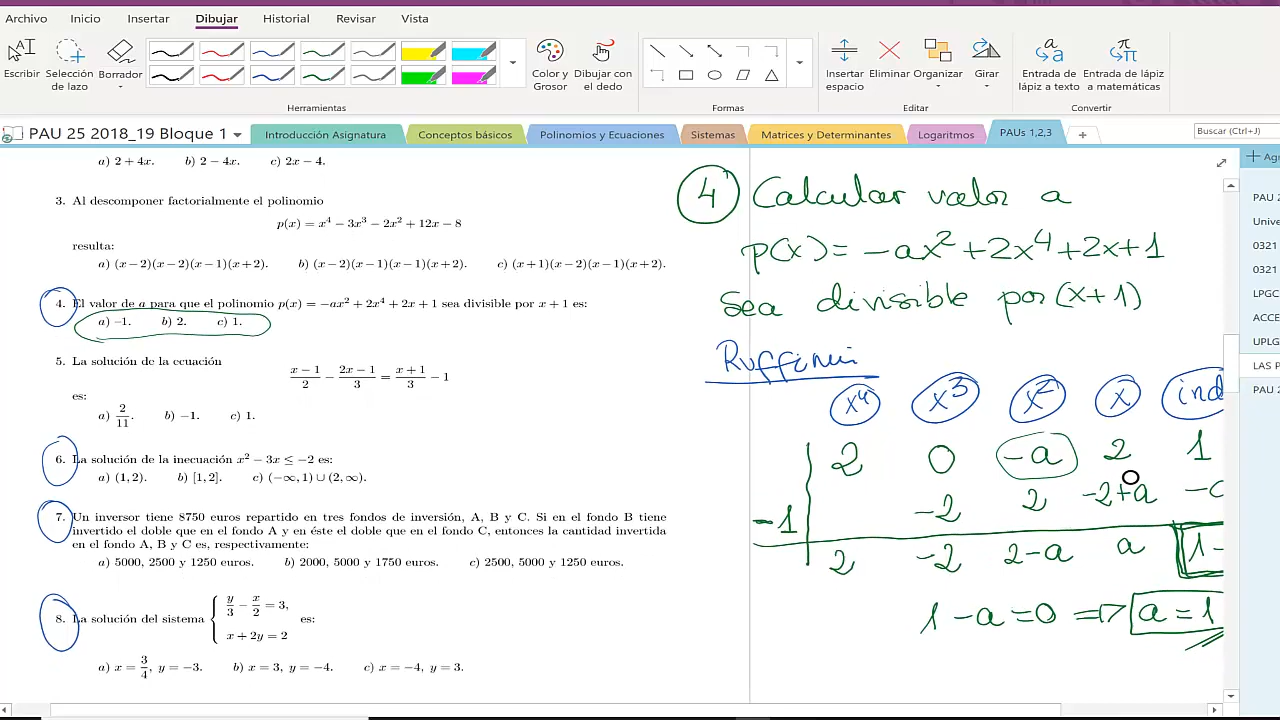 Archivo Inicio Insertar Dibujar Historial Revisar Vista
Escribir
Selección de lazo
Borrador
Color y Grosor
Dibujar con el dedo
Insertar espacio
Organizar
Girar
Entrada de lápiz a texto
Entrada de lápiz a matemáticas
Herramientas Formas Editar Convertir
PAU 25 2018_19 Bloque 1
Introducción Asignatura Conceptos básicos Polinomios y Ecuaciones Sistemas Matrices y Determinantes Logaritmos PAUs 1,2,3 +
Buscar (Ctrl+J)
a) 2 + 4x. b) 2 − 4x. c) 2x − 4.
3. Al descomponer factorialmente el polinomio
p(x) = x⁴ − 3x³ − 2x² + 12x − 8
resulta:
a) (x−2)(x−2)(x−1)(x+2). b) (x−2)(x−1)(x−1)(x+2). c) (x+1)(x−2)(x−1)(x+2).
4. El valor de a para que el polinomio p(x) = −ax² + 2x⁴ + 2x + 1 sea divisible por x + 1 es:
a) −1. b) 2. c) 1.
5. La solución de la ecuación
(x − 1)/2 − (2x − 1)/3 = (x + 1)/3 − 1
es:
a) 2/11. b) −1. c) 1.
6. La solución de la inecuación x² − 3x ≤ −2 es:
a) (1, 2). b) [1, 2]. c) (−∞, 1) ∪ (2, ∞).
7. Un inversor tiene 8750 euros repartido en tres fondos de inversión, A, B y C. Si en el fondo B tiene
invertido el doble que en el fondo A y en éste el doble que en el fondo C, entonces la cantidad invertida
en el fondo A, B y C es, respectivamente:
a) 5000, 2500 y 1250 euros. b) 2000, 5000 y 1750 euros. c) 2500, 5000 y 1250 euros.
8. La solución del sistema { y/3 − x/2 = 3, x + 2y = 2 es:
a) x = 3/4, y = −3. b) x = 3, y = −4. c) x = −4, y = 3.
4 Calcular valor a
p(x) = −ax² + 2x⁴ + 2x + 1
sea divisible por (x+1)
Ruffini
x⁴ x³ x² x ind
2 0 −a 2 1
−1 −2 2 −2+a
2 −2 2−a a 1−
1 − a = 0 => a = 1
Agr
PAU 2
Unive
0321
0321
LPGC
ACCE
UPLG
LAS P
PAU 2